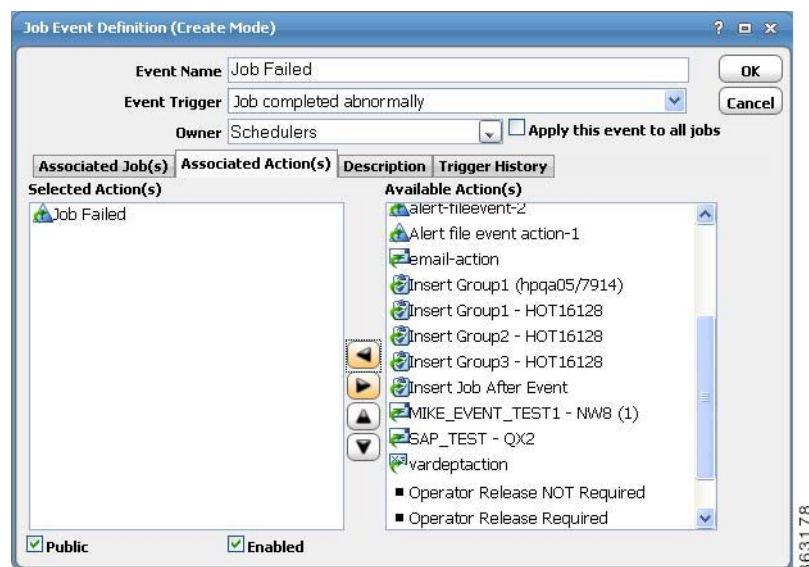 Job Event Definition (Create Mode)
Event Name Job Failed
OK
Event Trigger Job completed abnormally
Cancel
Owner Schedulers
Apply this event to all jobs
Associated Job(s) Associated Action(s) Description Trigger History
Selected Action(s)
Job Failed
Available Action(s)
alert-fileevent-2
Alert file event action-1
email-action
Insert Group1 (hpqa05/7914)
Insert Group1 - HOT16128
Insert Group2 - HOT16128
Insert Group3 - HOT16128
Insert Job After Event
MIKE_EVENT_TEST1 - NW8 (1)
SAP_TEST - QX2
vardeptaction
Operator Release NOT Required
Operator Release Required
Public
Enabled